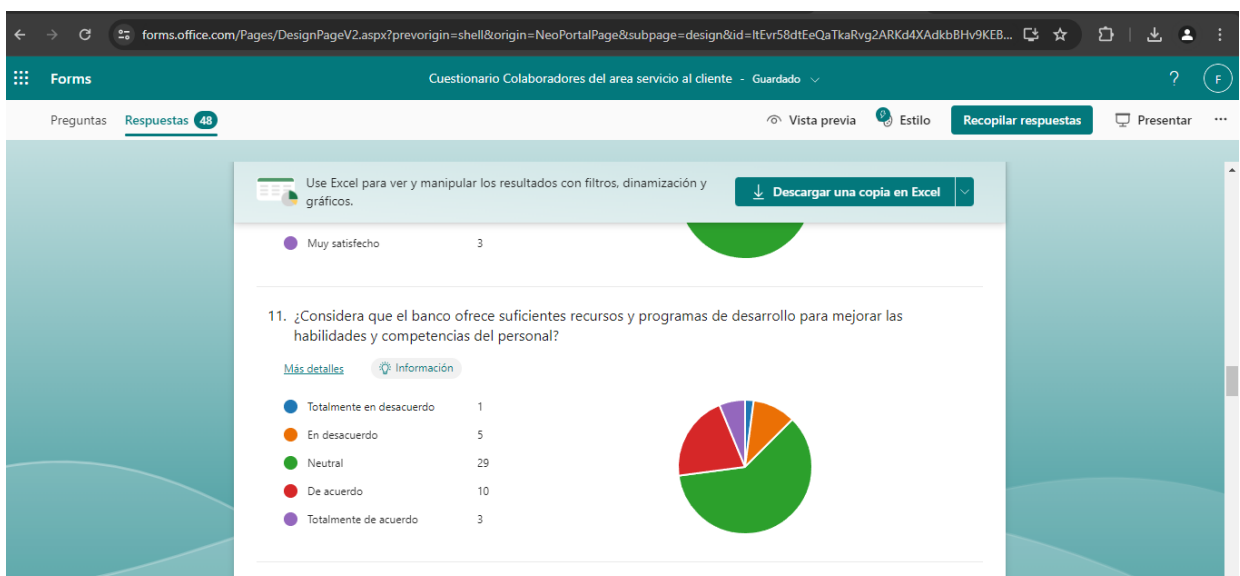 forms.office.com/Pages/DesignPageV2.aspx?prevorigin=shell&origin=NeoPortalPage&subpage=design&id=ItEvr58dtEeQaTkaRvg2ARKd4XAdkbBHv9KEB...
Forms
Cuestionario Colaboradores del area servicio al cliente - Guardado
?
F
Preguntas
Respuestas 48
Vista previa
Estilo
Recopilar respuestas
Presentar
...
Use Excel para ver y manipular los resultados con filtros, dinamización y
gráficos.
Descargar una copia en Excel
Muy satisfecho 3
11. ¿Considera que el banco ofrece suficientes recursos y programas de desarrollo para mejorar las
habilidades y competencias del personal?
Más detalles
Información
Totalmente en desacuerdo 1
En desacuerdo 5
Neutral 29
De acuerdo 10
Totalmente de acuerdo 3